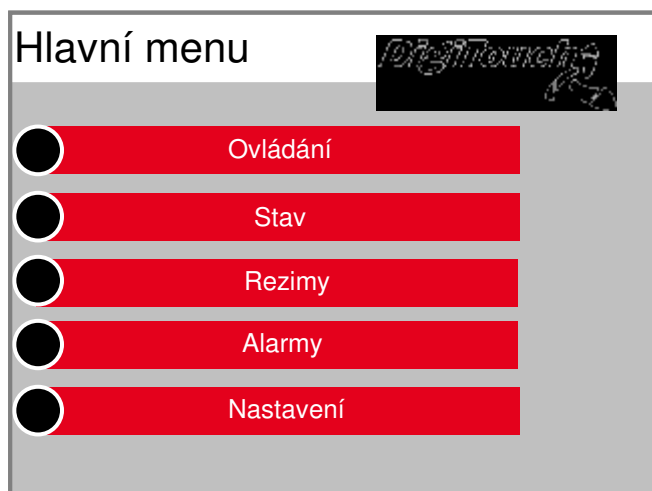 Hlavní menu
DigiTouch
Ovládání
Stav
Rezimy
Alarmy
Nastavení